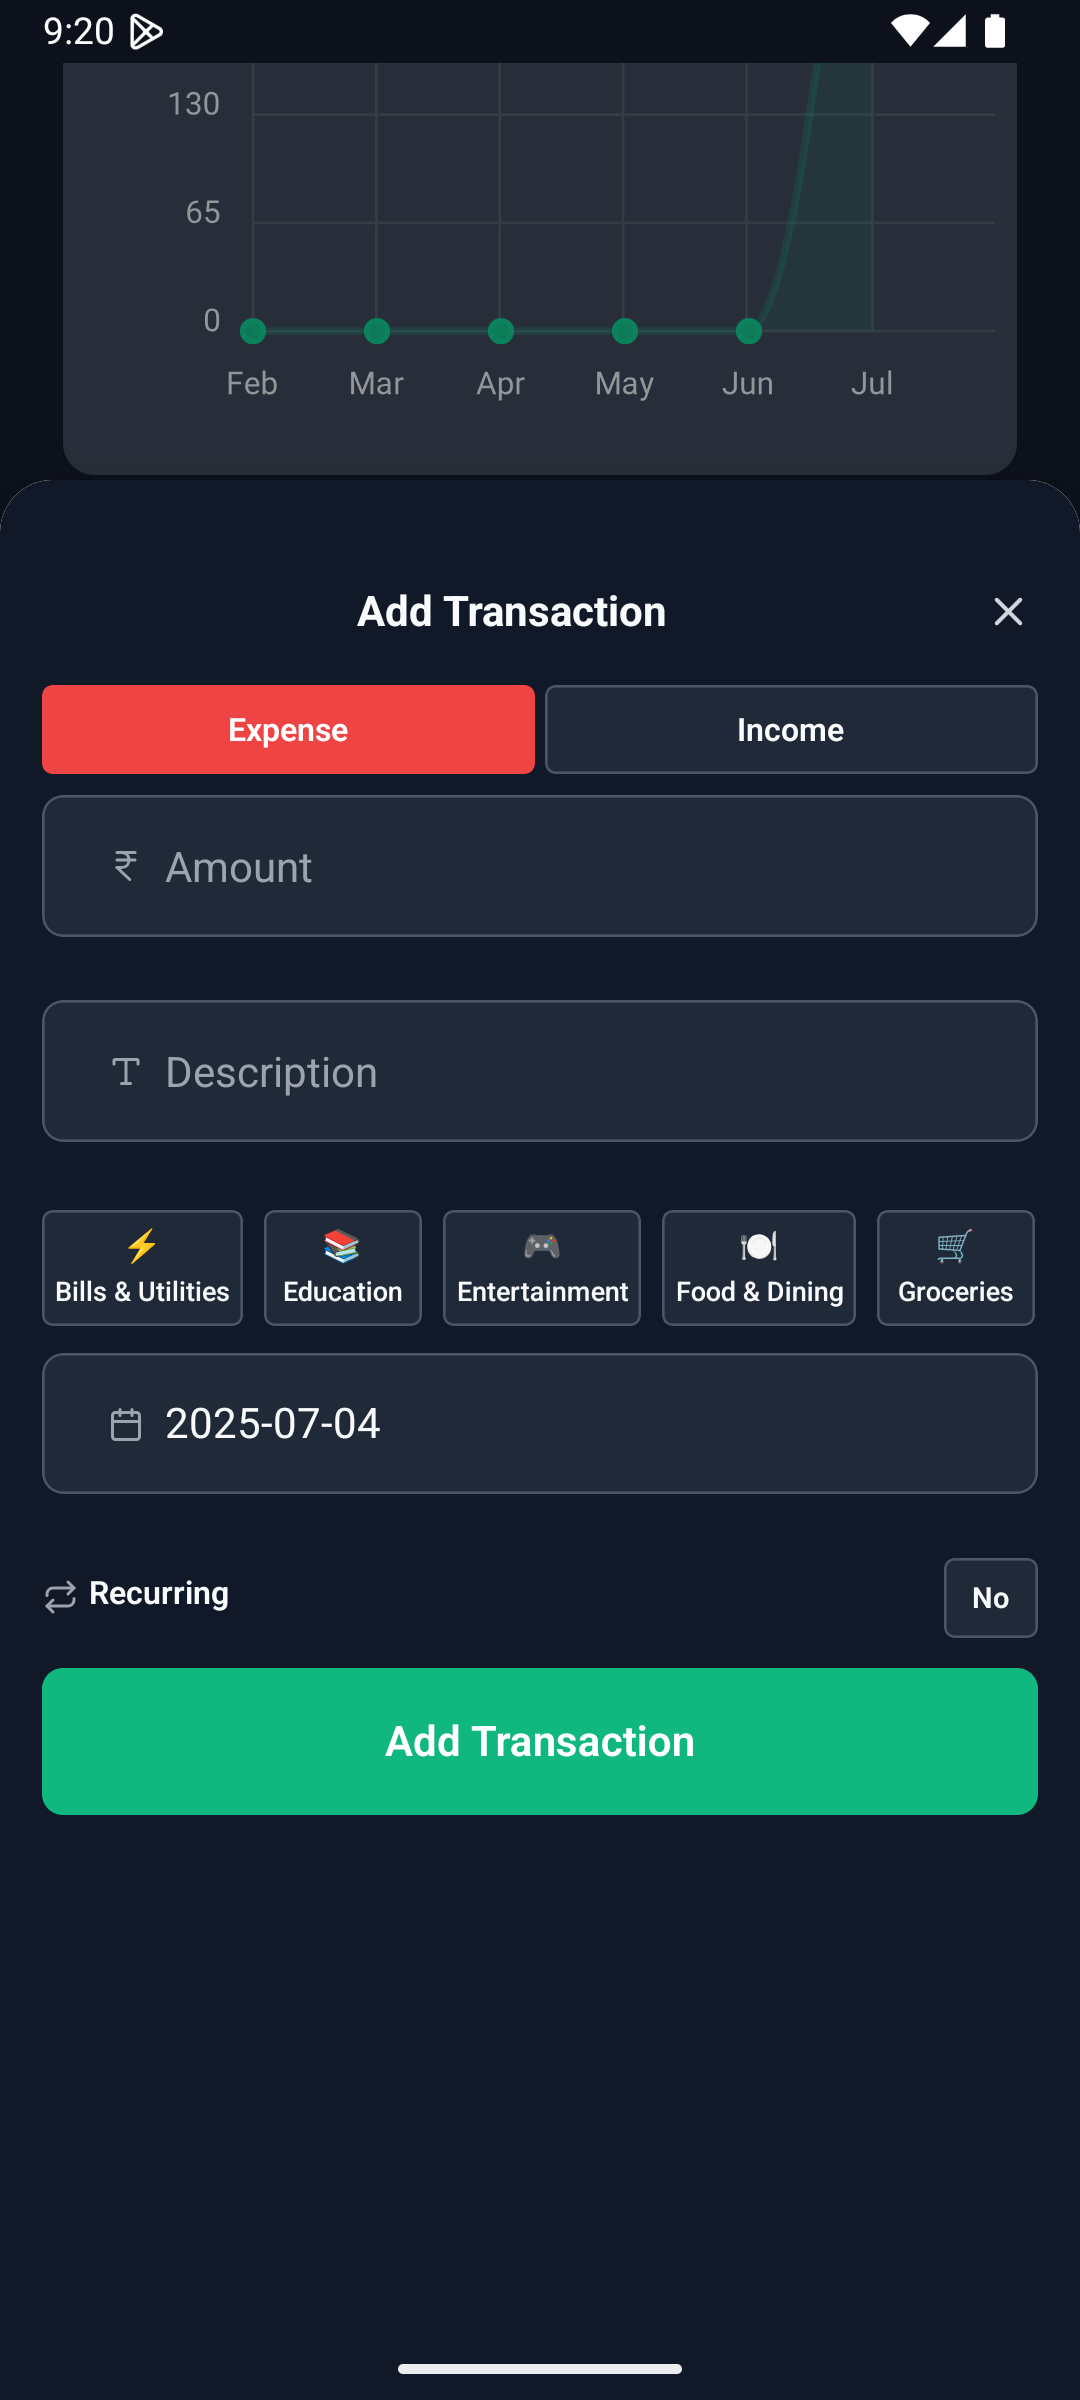 9:20
130
65
0
Feb Mar Apr May Jun Jul
Add Transaction
Expense Income
₹ Amount
Description
Bills & Utilities Education Entertainment Food & Dining Groceries
2025-07-04
Recurring No
Add Transaction